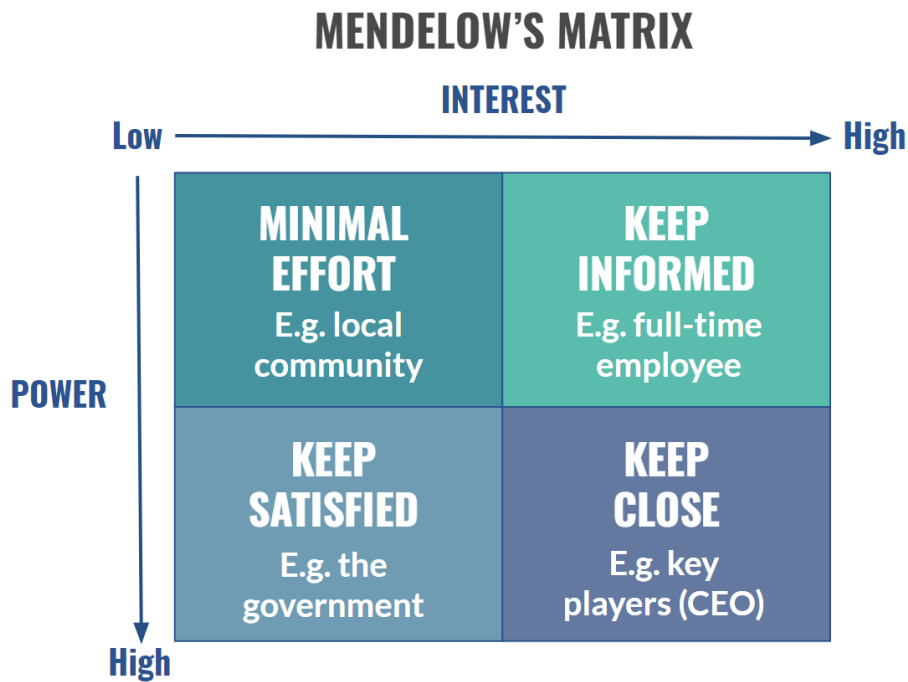 MENDELOW'S MATRIX
INTEREST
Low
High
MINIMAL
EFFORT
E.g. local
community
KEEP
INFORMED
E.g. full-time
employee
POWER
KEEP
SATISFIED
E.g. the
government
KEEP
CLOSE
E.g. key
players (CEO)
High